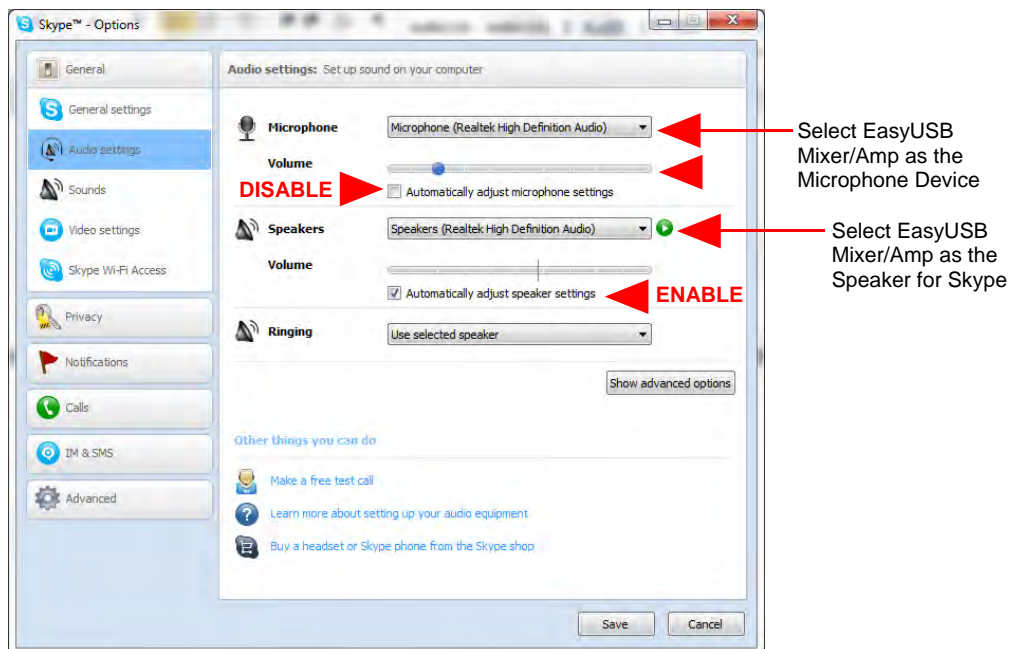 Skype™ - Options
General
General settings
Audio settings
Sounds
Video settings
Skype Wi-Fi Access
Privacy
Notifications
Calls
IM & SMS
Advanced
Audio settings: Set up sound on your computer
Microphone
Microphone (Realtek High Definition Audio)
Select EasyUSB
Mixer/Amp as the
Microphone Device
Volume
DISABLE
Automatically adjust microphone settings
Speakers
Speakers (Realtek High Definition Audio)
Select EasyUSB
Mixer/Amp as the
Speaker for Skype
Volume
Automatically adjust speaker settings
ENABLE
Ringing
Use selected speaker
Show advanced options
Other things you can do
Make a free test call
Learn more about setting up your audio equipment
Buy a headset or Skype phone from the Skype shop
Save
Cancel